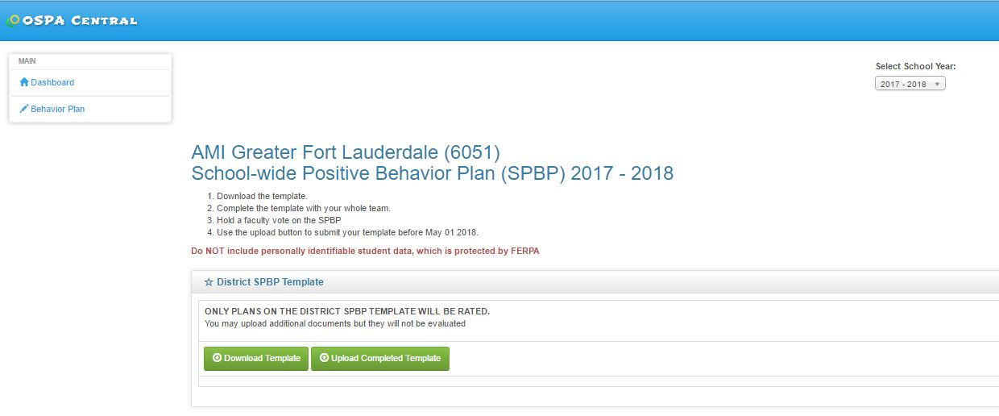 OSPA CENTRAL
MAIN
Dashboard
Behavior Plan
Select School Year:
2017 - 2018
AMI Greater Fort Lauderdale (6051)
School-wide Positive Behavior Plan (SPBP) 2017 - 2018
1. Download the template.
2. Complete the template with your whole team.
3. Hold a faculty vote on the SPBP
4. Use the upload button to submit your template before May 01 2018.
Do NOT include personally identifiable student data, which is protected by FERPA
District SPBP Template
ONLY PLANS ON THE DISTRICT SPBP TEMPLATE WILL BE RATED.
You may upload additional documents but they will not be evaluated
Download Template Upload Completed Template